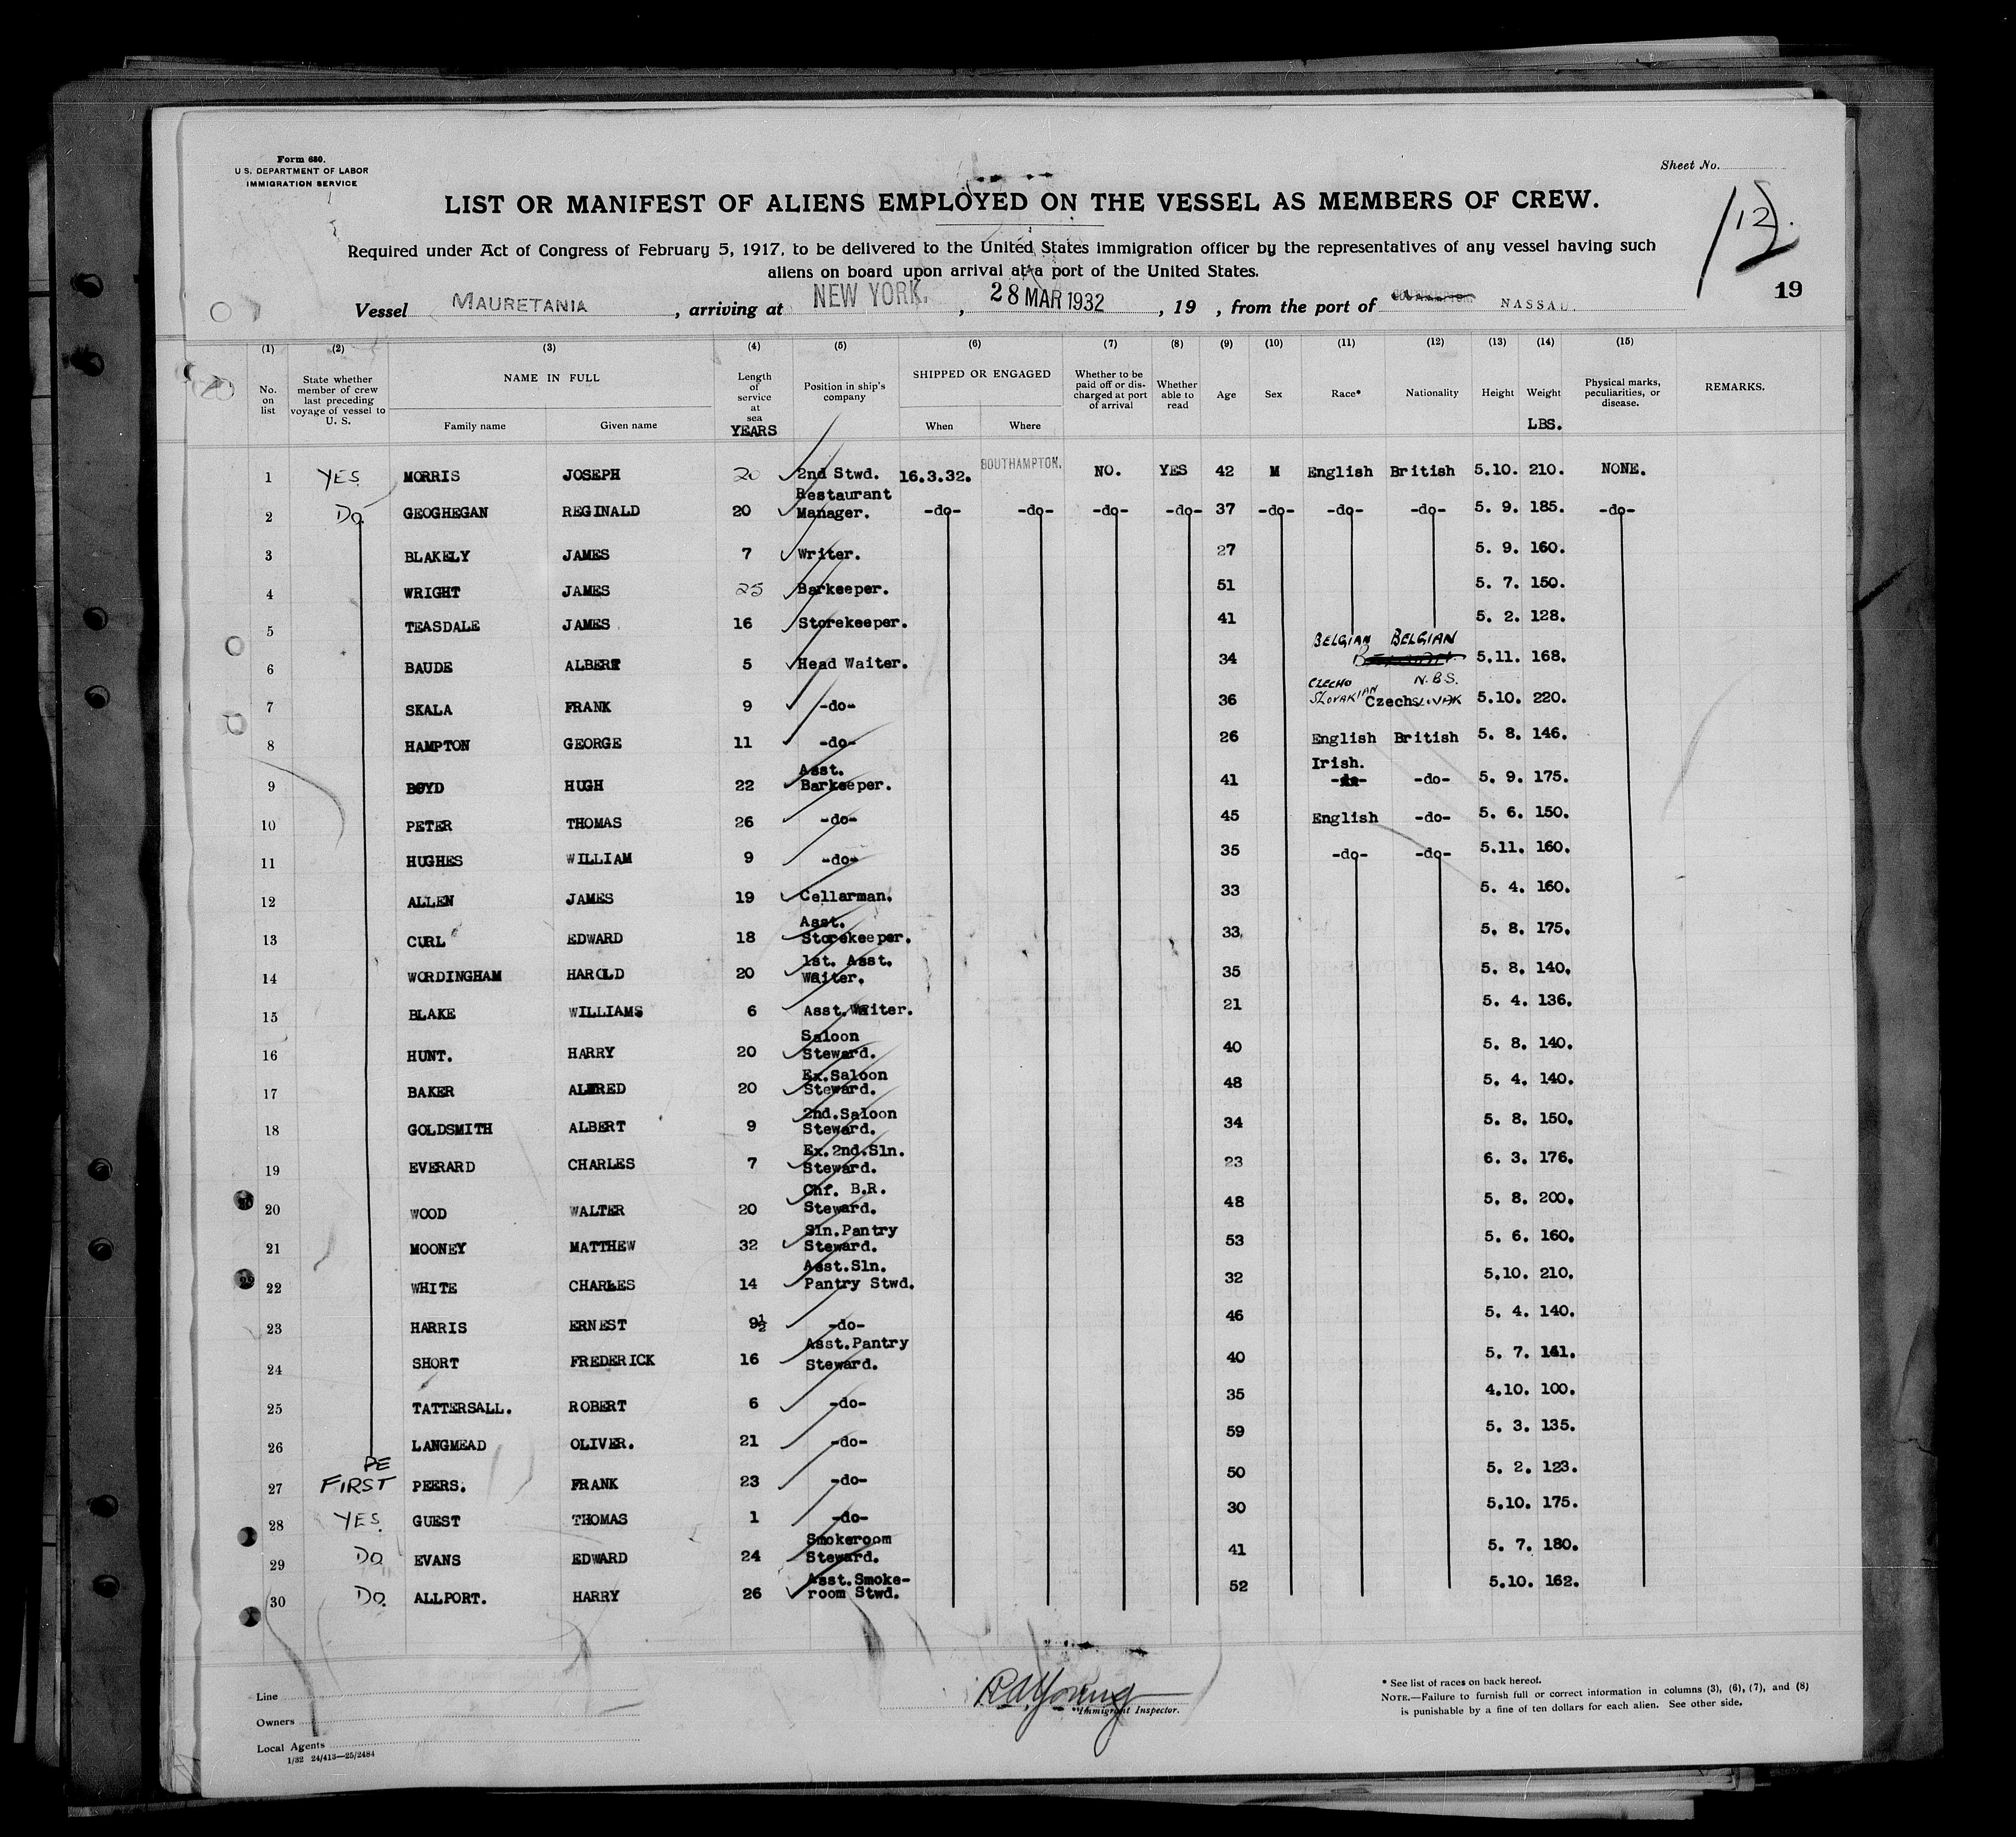 Form 680.
U.S. DEPARTMENT OF LABOR
IMMIGRATION SERVICE
Sheet No.
LIST OR MANIFEST OF ALIENS EMPLOYED ON THE VESSEL AS MEMBERS OF CREW.
12.
Required under Act of Congress of February 5, 1917, to be delivered to the United States immigration officer by the representatives of any vessel having such
aliens on board upon arrival at a port of the United States.
19
Vessel MAURETANIA, arriving at NEW YORK., 28 MAR 1932, 19 , from the port of SOUTHAMPTON. NASSAU.
(1) (2) (3) (4) (5) (6) (7) (8) (9) (10) (11) (12) (13) (14) (15)
No. on list
State whether member of crew last preceding voyage of vessel to U. S.
NAME IN FULL
Family name Given name
Length of service at sea
YEARS
Position in ship's company
SHIPPED OR ENGAGED
When Where
Whether to be paid off or discharged at port of arrival
Whether able to read
Age Sex Race* Nationality Height Weight
LBS.
Physical marks, peculiarities, or disease.
REMARKS.
1 YES MORRIS JOSEPH 20 2nd Stwd. 16.3.32. SOUTHAMPTON. NO. YES 42 M English British 5.10. 210. NONE.
2 Do GEOGHEGAN REGINALD 20 Restaurant Manager. -do- -do- -do- -do- 37 -do- -do- -do- 5. 9. 185. -do-
3 BLAKELY JAMES 7 Writer. 27 5. 9. 160.
4 WRIGHT JAMES 25 Barkeeper. 51 5. 7. 150.
5 TEASDALE JAMES 16 Storekeeper. 41 5. 2. 128.
6 BAUDE ALBERT 5 Head Waiter. 34 BELGIAN BELGIAN 5.11. 168.
N.B.S.
7 SKALA FRANK 9 -do- 36 CZECHO SLOVAKIAN CzechSLOVAK 5.10. 220.
8 HAMPTON GEORGE 11 -do- 26 English British 5. 8. 146.
9 BOYD HUGH 22 Asst. Barkeeper. 41 Irish. -do- -do- 5. 9. 175.
10 PETER THOMAS 26 -do- 45 English -do- 5. 6. 150.
11 HUGHES WILLIAM 9 -do- 35 -do- -do- 5.11. 160.
12 ALLEN JAMES 19 Cellarman. 33 5. 4. 160.
13 CURL EDWARD 18 Asst. Storekeeper. 33 5. 8. 175.
14 WORDINGHAM HAROLD 20 1st. Asst. Waiter. 35 5. 8. 140.
15 BLAKE WILLIAMS 6 Asst.Waiter. 21 5. 4. 136.
16 HUNT. HARRY 20 Saloon Steward. 40 5. 8. 140.
17 BAKER ALFRED 20 Ex.Saloon Steward. 48 5. 4. 140.
18 GOLDSMITH ALBERT 9 2nd.Saloon Steward. 34 5. 8. 150.
19 EVERARD CHARLES 7 Ex.2nd.Sln. Steward. 23 6. 3. 176.
20 WOOD WALTER 20 Chf. B.R. Steward. 48 5. 8. 200.
21 MOONEY MATTHEW 32 Sln.Pantry Steward. 53 5. 6. 160.
22 WHITE CHARLES 14 Asst.Sln. Pantry Stwd. 32 5.10. 210.
23 HARRIS ERNEST 9½ -do- 46 5. 4. 140.
24 SHORT FREDERICK 16 Asst.Pantry Steward. 40 5. 7. 141.
25 TATTERSALL. ROBERT 6 -do- 35 4.10. 100.
26 LANGMEAD OLIVER. 21 -do- 59 5. 3. 135.
27 FIRST PEERS. FRANK 23 -do- 50 5. 2. 123.
28 YES GUEST THOMAS 1 -do- 30 5.10. 175.
29 Do EVANS EDWARD 24 Smokeroom Steward. 41 5. 7. 180.
30 Do ALLPORT. HARRY 26 Asst.Smoke-room Stwd. 52 5.10. 162.
Line
Owners
Local Agents
1/32 24/413—25/2484
R A Young
Immigrant Inspector.
* See list of races on back hereof.
NOTE.—Failure to furnish full or correct information in columns (3), (6), (7), and (8)
is punishable by a fine of ten dollars for each alien. See other side.